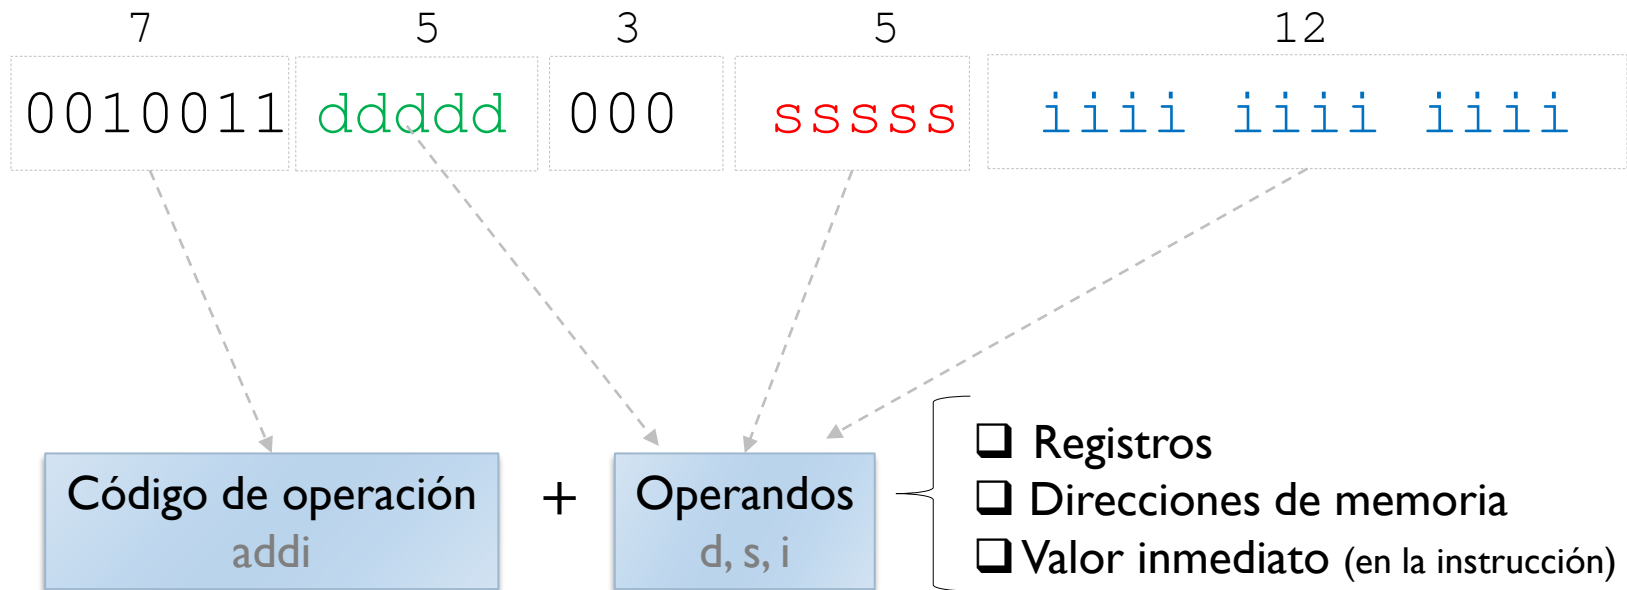 7 5 3 5 12
0010011 ddddd 000 sssss iiii iiii iiii
Código de operación
addi
+
Operandos
d, s, i
❑ Registros
❑ Direcciones de memoria
❑ Valor inmediato (en la instrucción)